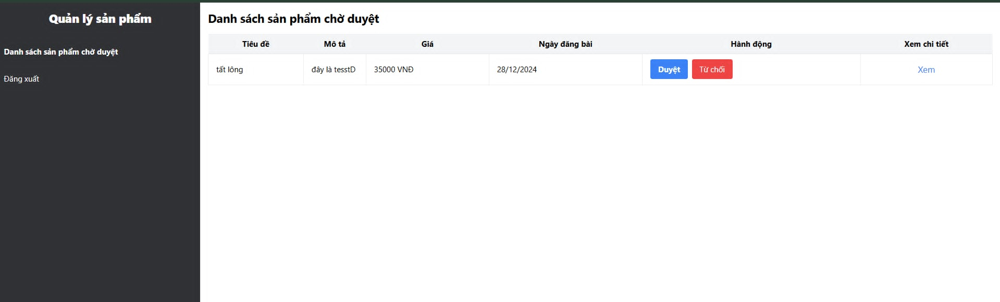 Quản lý sản phẩm
Danh sách sản phẩm chờ duyệt
Đăng xuất
Danh sách sản phẩm chờ duyệt
Tiêu đề Mô tả Giá Ngày đăng bài Hành động Xem chi tiết
tất lông đây là tesstD 35000 VNĐ 28/12/2024 Duyệt Từ chối Xem